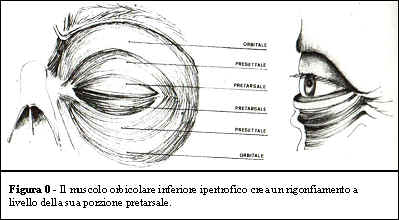 ORBITALE
PRESETTALE
PRETARSALE
PRETARSALE
PRESETTALE
ORBITALE
Figura 0 - Il muscolo orbicolare inferiore ipertrofico crea un rigonfiamento a
livello della sua porzione pretarsale.